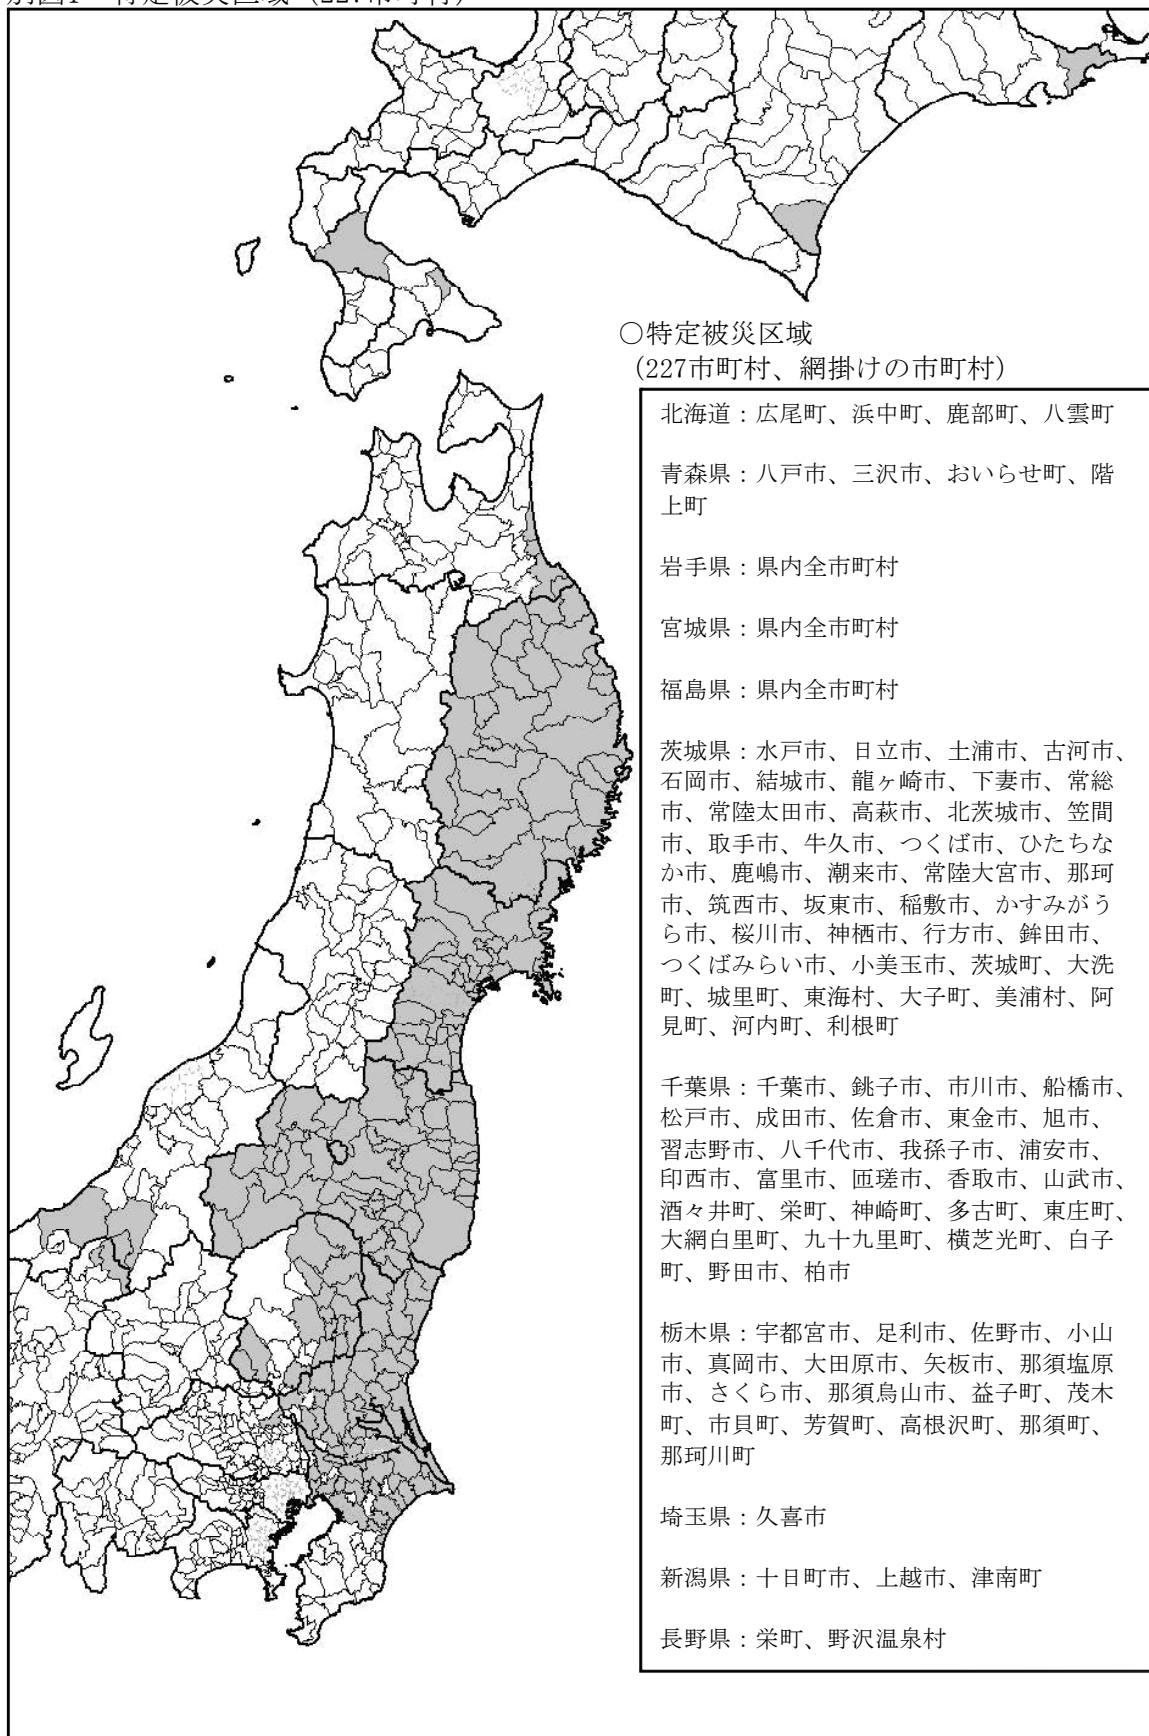 別図1 特定被災区域（227市町村）
○特定被災区域
（227市町村、網掛けの市町村）
北海道：広尾町、浜中町、鹿部町、八雲町
青森県：八戸市、三沢市、おいらせ町、階
上町
岩手県：県内全市町村
宮城県：県内全市町村
福島県：県内全市町村
茨城県：水戸市、日立市、土浦市、古河市、
石岡市、結城市、龍ヶ崎市、下妻市、常総
市、常陸太田市、高萩市、北茨城市、笠間
市、取手市、牛久市、つくば市、ひたちな
か市、鹿嶋市、潮来市、常陸大宮市、那珂
市、筑西市、坂東市、稲敷市、かすみがう
ら市、桜川市、神栖市、行方市、鉾田市、
つくばみらい市、小美玉市、茨城町、大洗
町、城里町、東海村、大子町、美浦村、阿
見町、河内町、利根町
千葉県：千葉市、銚子市、市川市、船橋市、
松戸市、成田市、佐倉市、東金市、旭市、
習志野市、八千代市、我孫子市、浦安市、
印西市、富里市、匝瑳市、香取市、山武市、
酒々井町、栄町、神崎町、多古町、東庄町、
大網白里町、九十九里町、横芝光町、白子
町、野田市、柏市
栃木県：宇都宮市、足利市、佐野市、小山
市、真岡市、大田原市、矢板市、那須塩原
市、さくら市、那須烏山市、益子町、茂木
町、市貝町、芳賀町、高根沢町、那須町、
那珂川町
埼玉県：久喜市
新潟県：十日町市、上越市、津南町
長野県：栄町、野沢温泉村